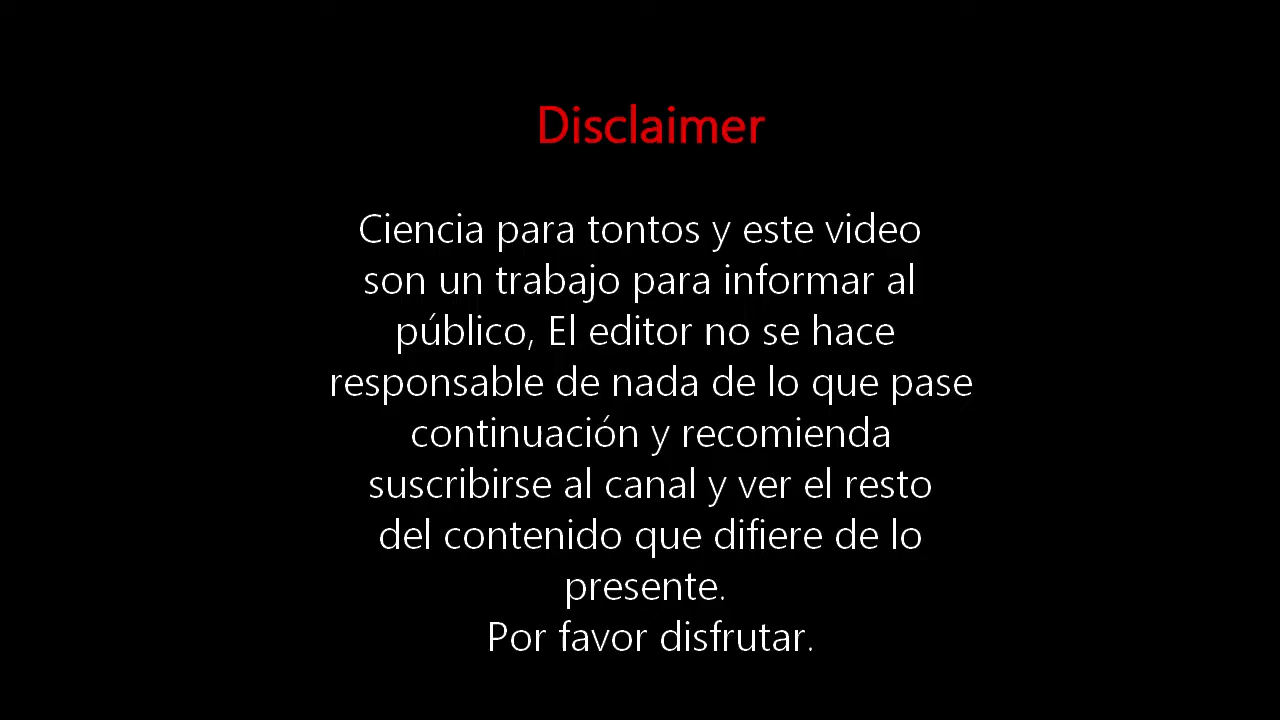 Disclaimer
Ciencia para tontos y este video
son un trabajo para informar al
público, El editor no se hace
responsable de nada de lo que pase
continuación y recomienda
suscribirse al canal y ver el resto
del contenido que difiere de lo
presente.
Por favor disfrutar.